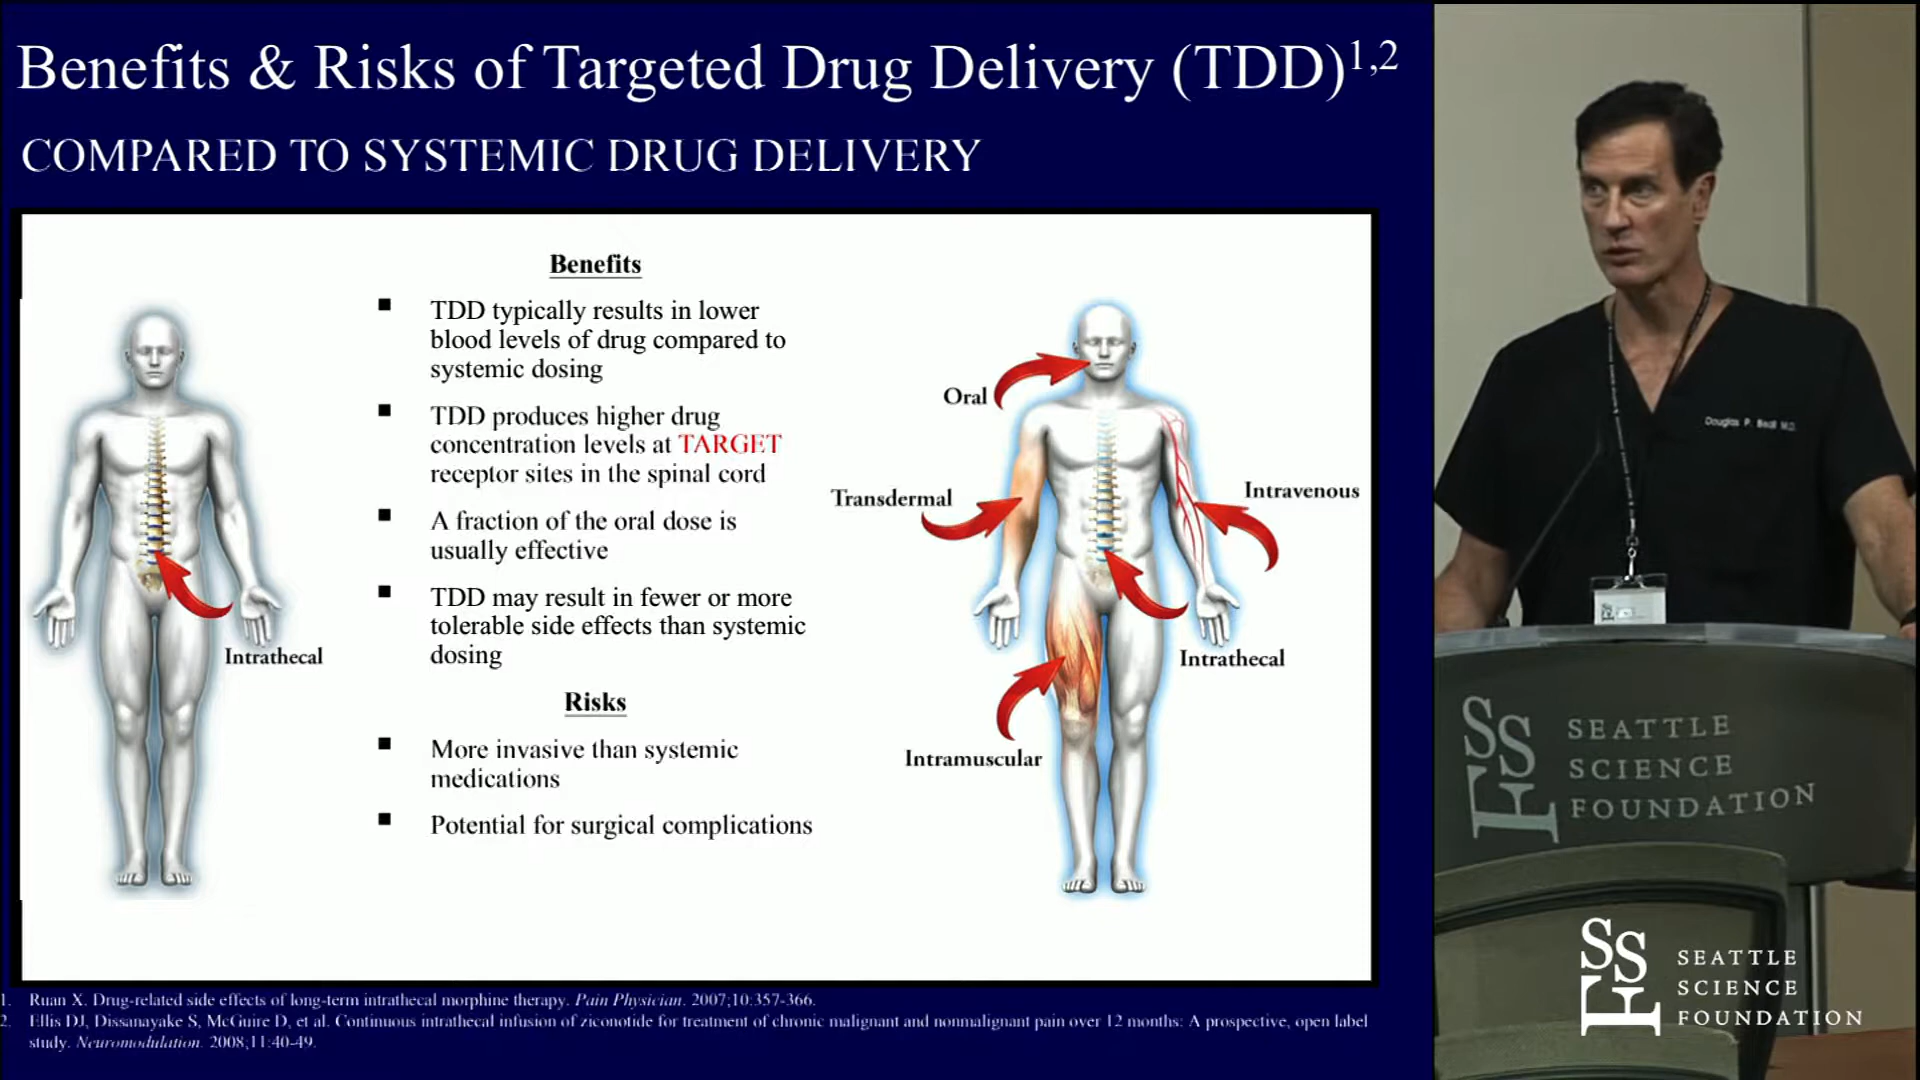 Benefits & Risks of Targeted Drug Delivery (TDD)1,2
COMPARED TO SYSTEMIC DRUG DELIVERY
Benefits
▪ TDD typically results in lower
blood levels of drug compared to
systemic dosing
▪ TDD produces higher drug
concentration levels at TARGET
receptor sites in the spinal cord
▪ A fraction of the oral dose is
usually effective
▪ TDD may result in fewer or more
tolerable side effects than systemic
dosing
Risks
▪ More invasive than systemic
medications
▪ Potential for surgical complications
Intrathecal
Oral
Transdermal
Intravenous
Intrathecal
Intramuscular
1. Ruan X. Drug-related side effects of long-term intrathecal morphine therapy. Pain Physician. 2007;10:357-366.
2. Ellis DJ, Dissanayake S, McGuire D, et al. Continuous intrathecal infusion of ziconotide for treatment of chronic malignant and nonmalignant pain over 12 months: A prospective, open label
study. Neuromodulation. 2008;11:40-49.
Douglas P. Beall M.D.
SSF
SEATTLE
SCIENCE
FOUNDATION
SSF
SEATTLE
SCIENCE
FOUNDATION